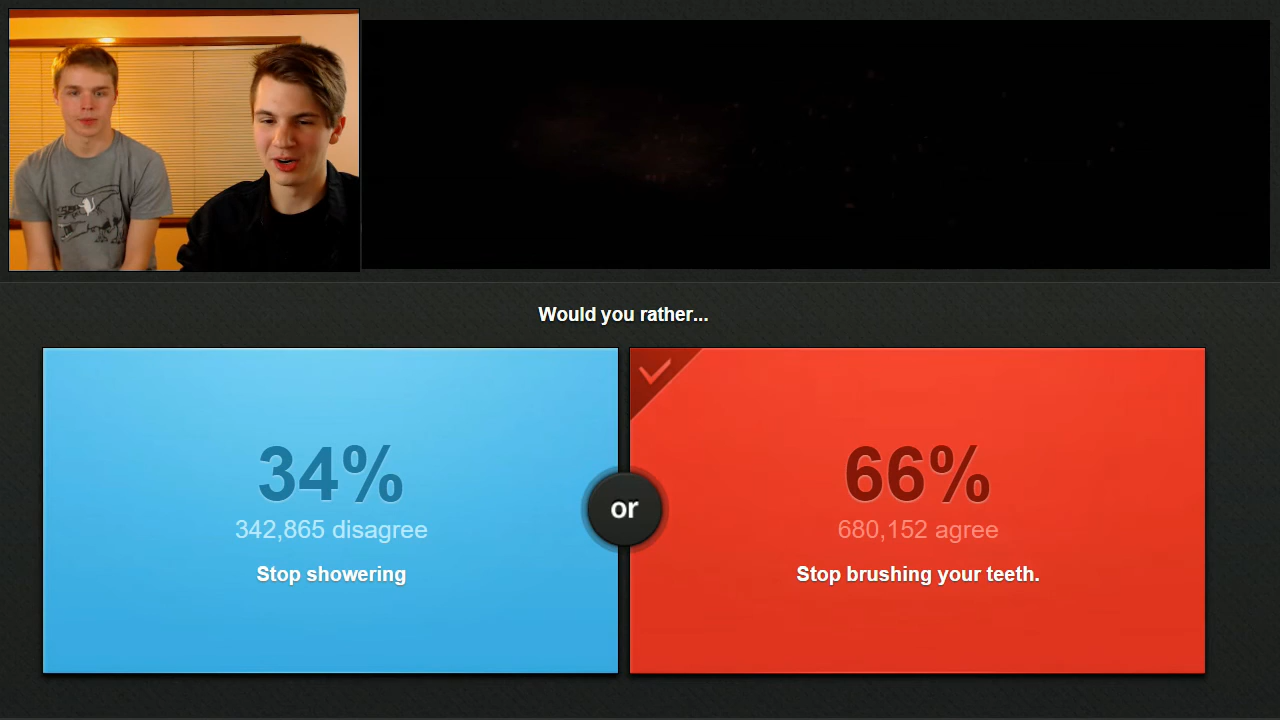 Would you rather...
34%
342,865 disagree
Stop showering
or
66%
680,152 agree
Stop brushing your teeth.